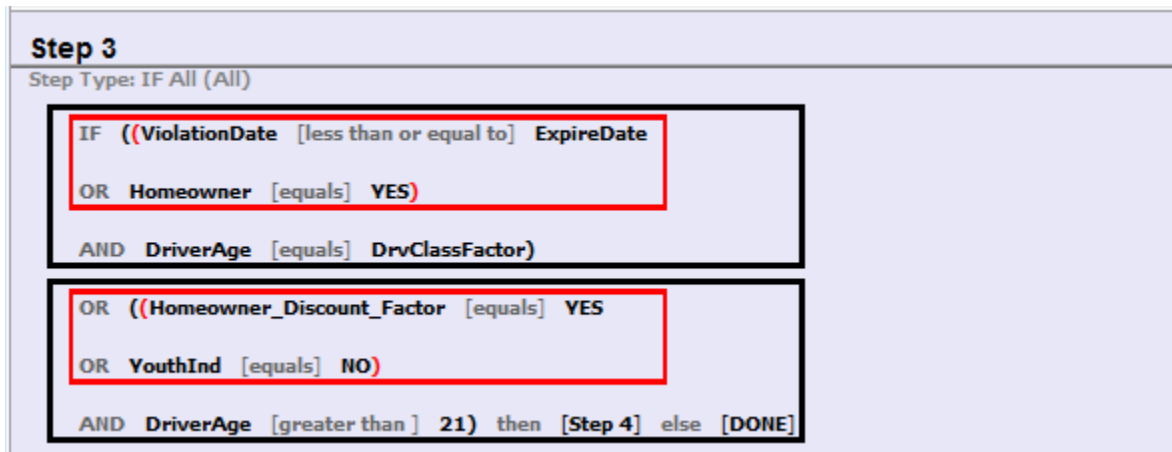 Step 3
Step Type: IF All (All)
IF ((ViolationDate [less than or equal to] ExpireDate
OR Homeowner [equals] YES)
AND DriverAge [equals] DrvClassFactor)
OR ((Homeowner_Discount_Factor [equals] YES
OR YouthInd [equals] NO)
AND DriverAge [greater than ] 21) then [Step 4] else [DONE]